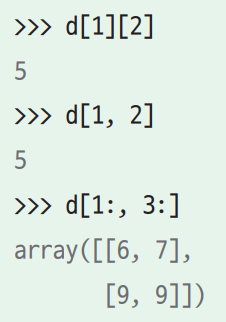 >>> d[1][2]
5
>>> d[1, 2]
5
>>> d[1:, 3:]
array([[6, 7],
       [9, 9]])